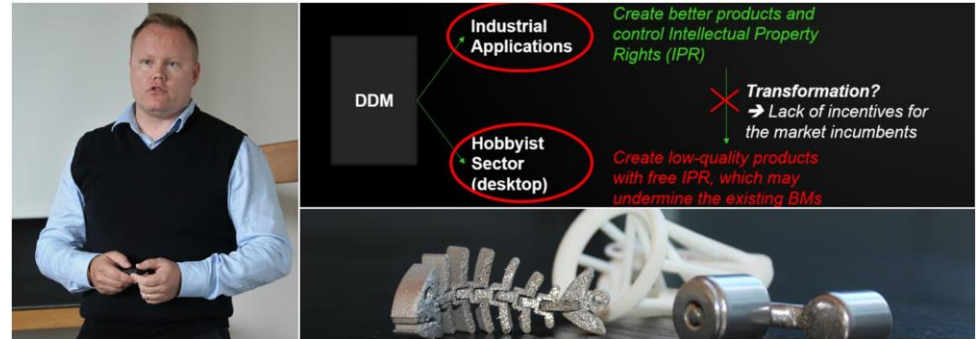 DDM
Industrial
Applications
Hobbyist
Sector
(desktop)
Create better products and
control Intellectual Property
Rights (IPR)
Transformation?
➔ Lack of incentives for
the market incumbents
Create low-quality products
with free IPR, which may
undermine the existing BMs